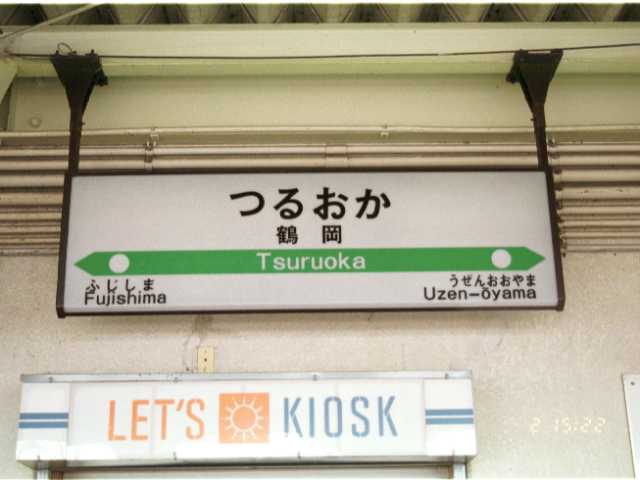 つるおか
鶴岡
Tsuruoka
ふじしま
Fujishima
うぜんおおやま
Uzen-ōyama
LET'S KIOSK
2 15:22